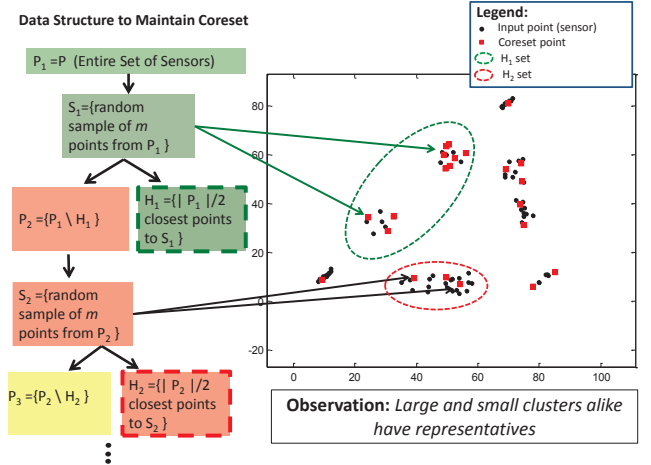 Data Structure to Maintain Coreset
P₁ =P (Entire Set of Sensors)
S₁={random
sample of m
points from P₁ }
P₂ ={P₁ \ H₁ }
H₁ ={| P₁ |/2
closest points
to S₁ }
S₂ ={random
sample of m
points from P₂ }
P₃ ={P₂ \ H₂ }
H₂ ={| P₂ |/2
closest points
to S₂ }
Legend:
Input point (sensor)
Coreset point
H₁ set
H₂ set
80
60
40
20
0
-20
0 20 40 60 80 100
Observation: Large and small clusters alike
have representatives